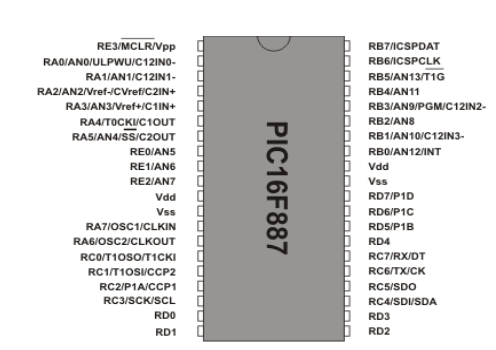 RE3/MCLR/Vpp
RA0/AN0/ULPWU/C12IN0-
RA1/AN1/C12IN1-
RA2/AN2/Vref-/CVref/C2IN+
RA3/AN3/Vref+/C1IN+
RA4/T0CKI/C1OUT
RA5/AN4/SS/C2OUT
RE0/AN5
RE1/AN6
RE2/AN7
Vdd
Vss
RA7/OSC1/CLKIN
RA6/OSC2/CLKOUT
RC0/T1OSO/T1CKI
RC1/T1OSI/CCP2
RC2/P1A/CCP1
RC3/SCK/SCL
RD0
RD1
PIC16F887
RB7/ICSPDAT
RB6/ICSPCLK
RB5/AN13/T1G
RB4/AN11
RB3/AN9/PGM/C12IN2-
RB2/AN8
RB1/AN10/C12IN3-
RB0/AN12/INT
Vdd
Vss
RD7/P1D
RD6/P1C
RD5/P1B
RD4
RC7/RX/DT
RC6/TX/CK
RC5/SDO
RC4/SDI/SDA
RD3
RD2